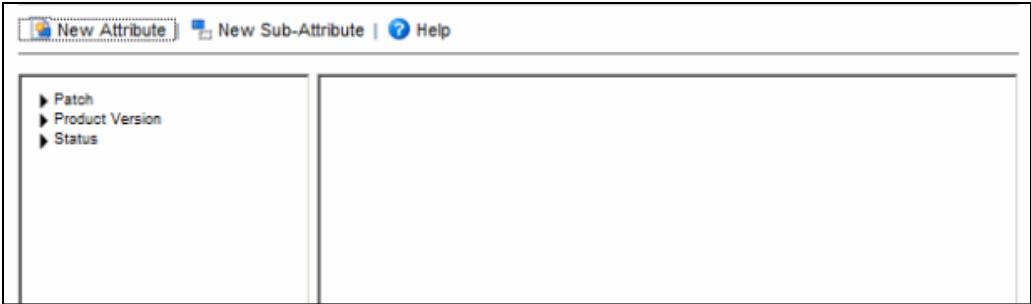 New Attribute | New Sub-Attribute | Help
Patch
Product Version
Status